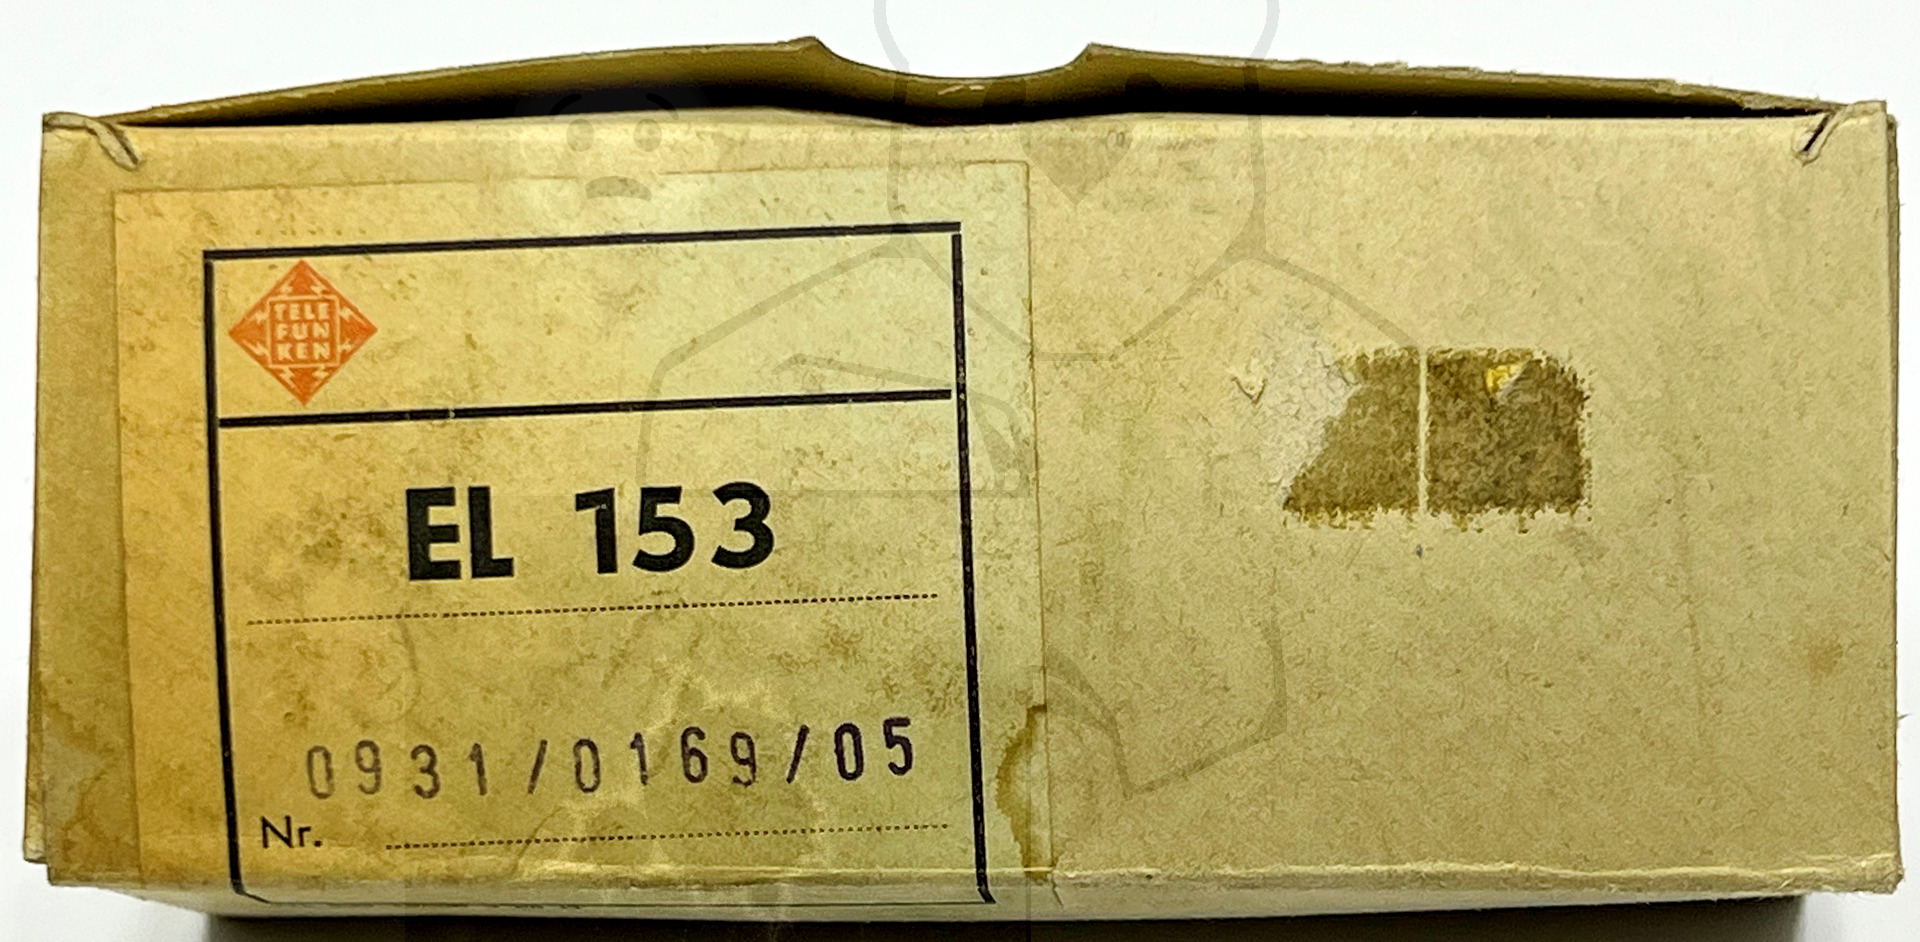 TELE
FUN
KEN
EL 153
0931/0169/05
Nr.